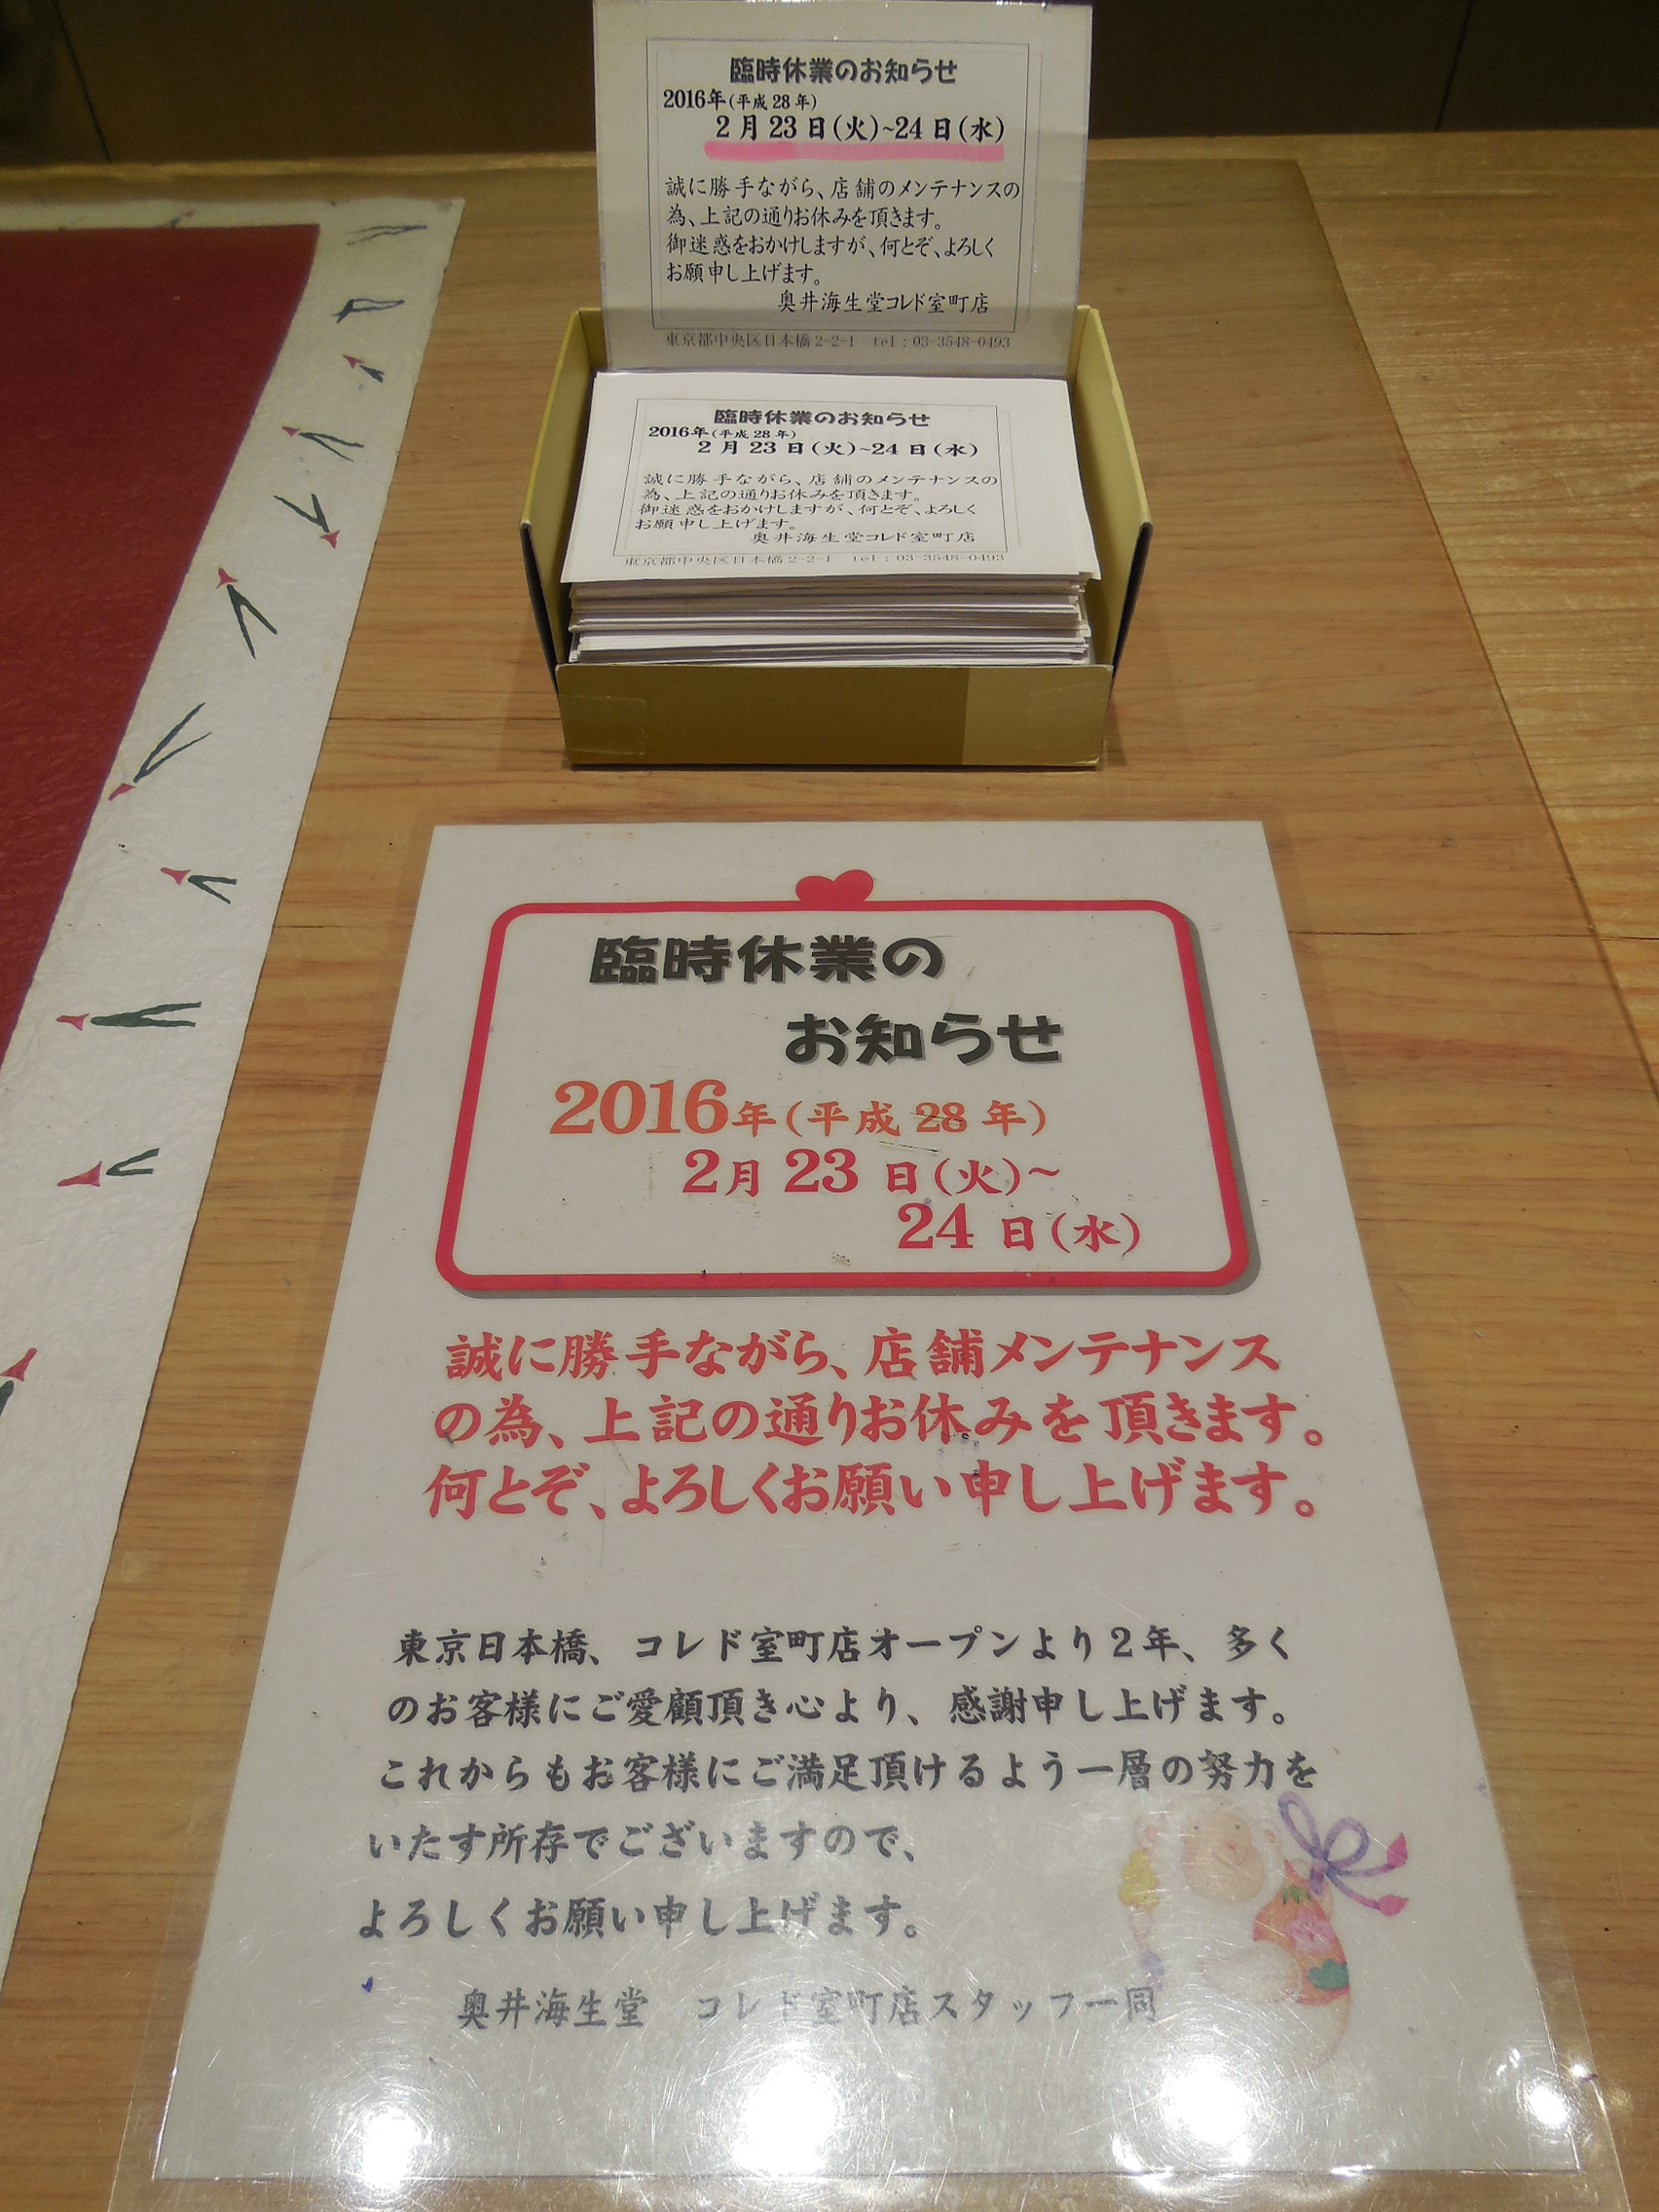 臨時休業のお知らせ
2016年(平成 28 年)
2 月 23 日(火)~24 日(水)
誠に勝手ながら、店舗のメンテナンスの
為、上記の通りお休みを頂きます。
御迷惑をおかけしますが、何とぞ、よろしく
お願申し上げます。
奥井海生堂コレド室町店
東京都中央区日本橋 2-2-1 tel : 03-3548-0493
臨時休業のお知らせ
2016年(平成 28 年)
2 月 23 日(火)~24 日(水)
誠に勝手ながら、店舗のメンテナンスの
為、上記の通りお休みを頂きます。
御迷惑をおかけしますが、何とぞ、よろしく
お願申し上げます。
奥井海生堂コレド室町店
東京都中央区日本橋 2-2-1 tel : 03-3548-0493
臨時休業の
お知らせ
2016年(平成 28 年)
2月 23 日(火)~
24 日(水)
誠に勝手ながら、店舗メンテナンス
の為、上記の通りお休みを頂きます。
何とぞ、よろしくお願い申し上げます。
東京日本橋、コレド室町店オープンより2年、多く
のお客様にご愛顧頂き心より、感謝申し上げます。
これからもお客様にご満足頂けるよう一層の努力を
いたす所存でございますので、
よろしくお願い申し上げます。
奥井海生堂 コレド室町店スタッフ一同